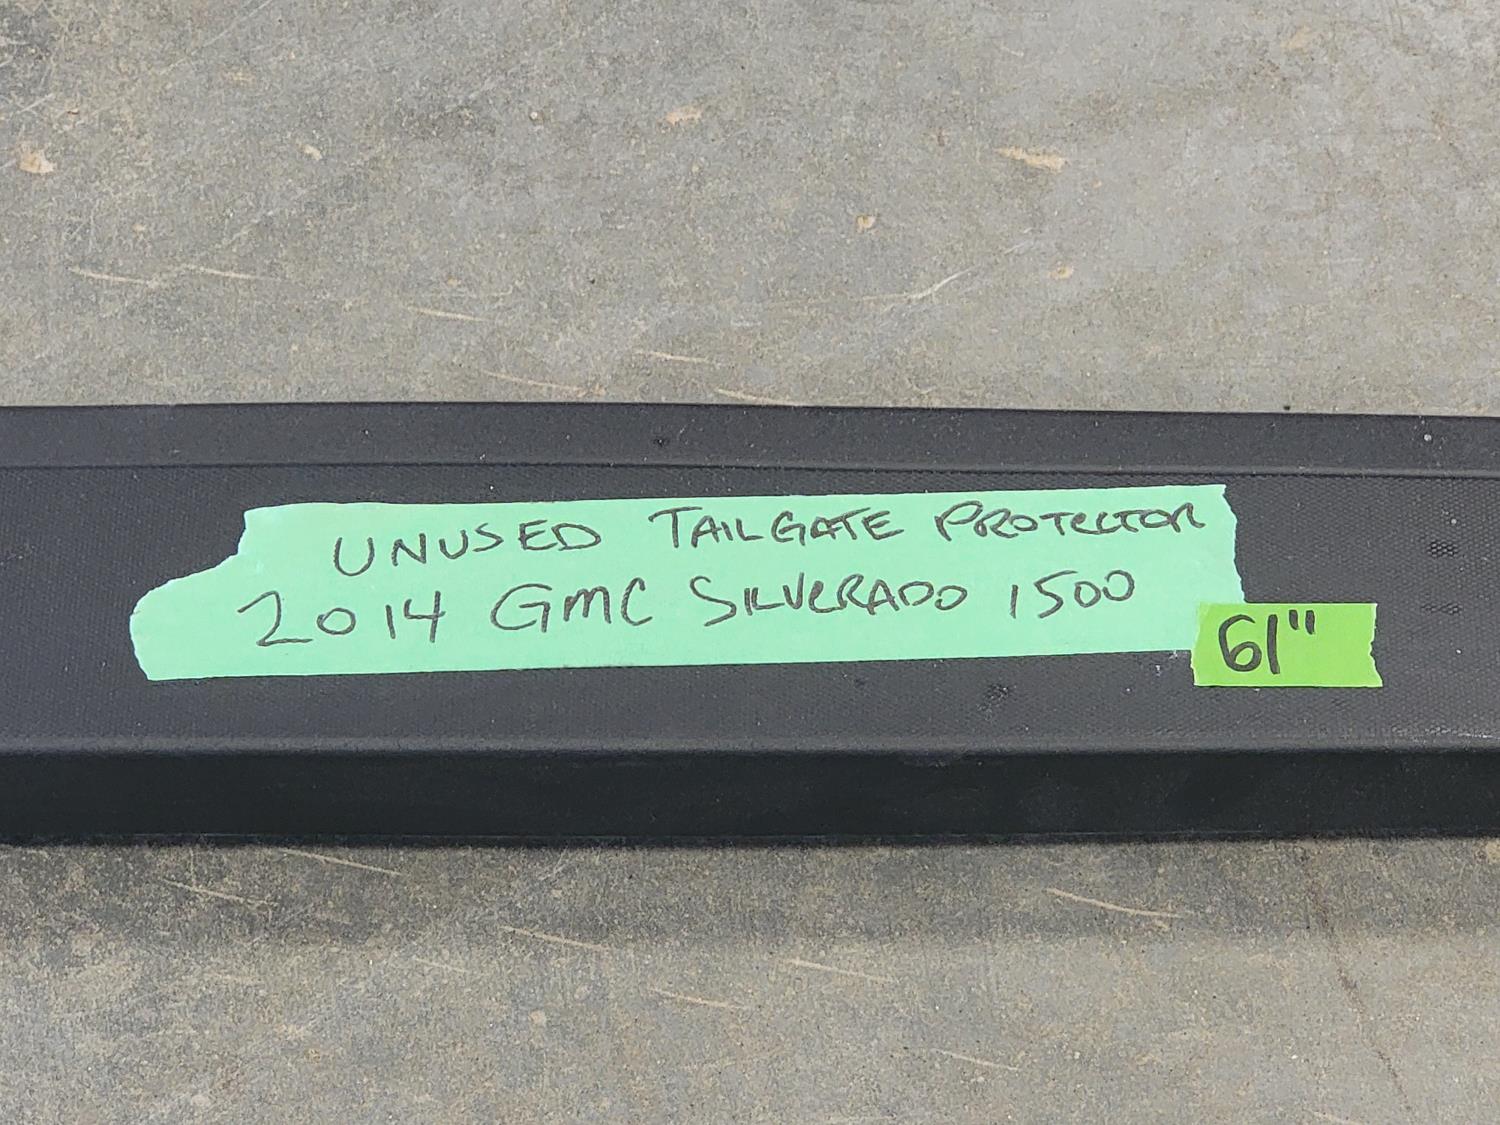 UNUSED TAILGATE PROTECTOR
2014 GMC SILVERADO 1500
61"